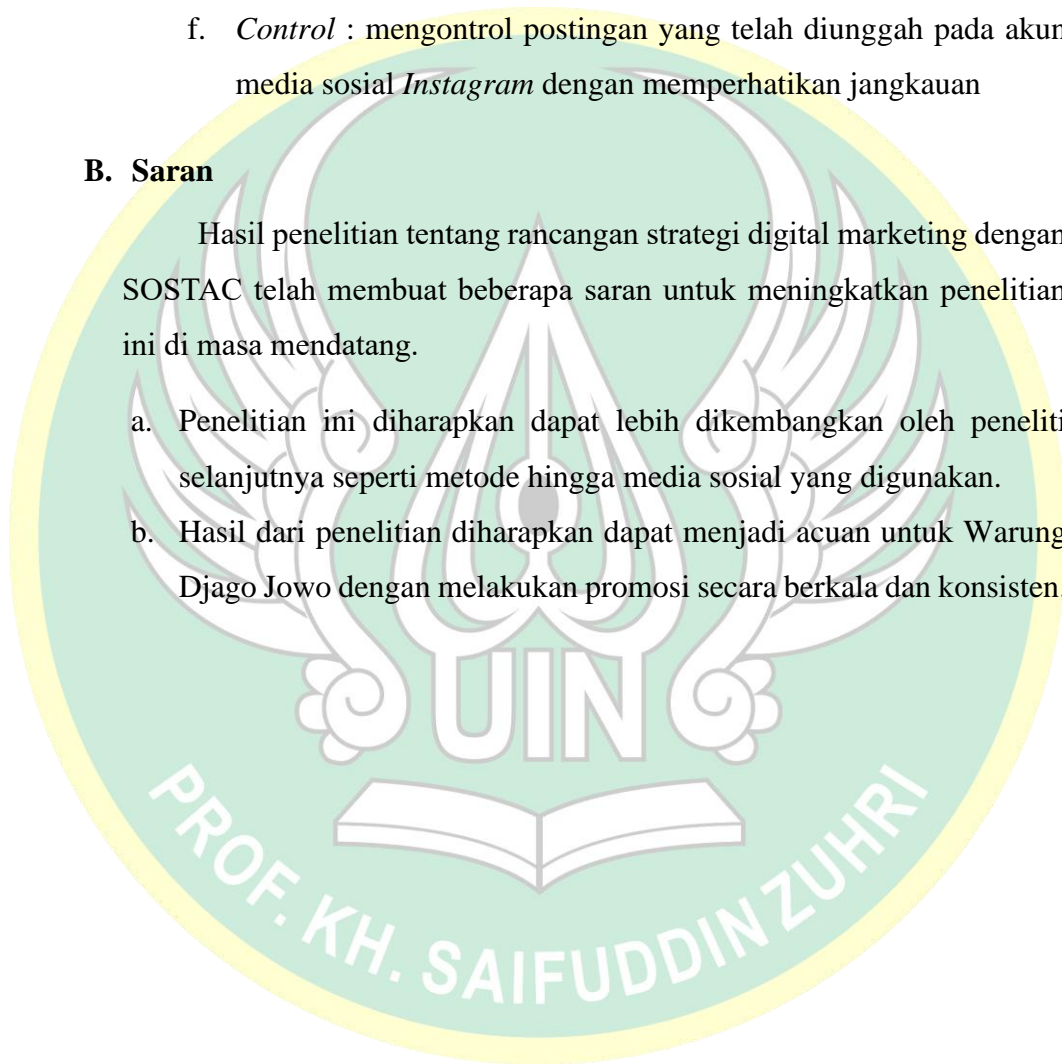 f. Control : mengontrol postingan yang telah diunggah pada akun
media sosial Instagram dengan memperhatikan jangkauan
B. Saran
Hasil penelitian tentang rancangan strategi digital marketing dengan
SOSTAC telah membuat beberapa saran untuk meningkatkan penelitian
ini di masa mendatang.
a. Penelitian ini diharapkan dapat lebih dikembangkan oleh peneliti
selanjutnya seperti metode hingga media sosial yang digunakan.
b. Hasil dari penelitian diharapkan dapat menjadi acuan untuk Warung
Djago Jowo dengan melakukan promosi secara berkala dan konsisten.
UIN
PROF. KH. SAIFUDDIN ZUHRI